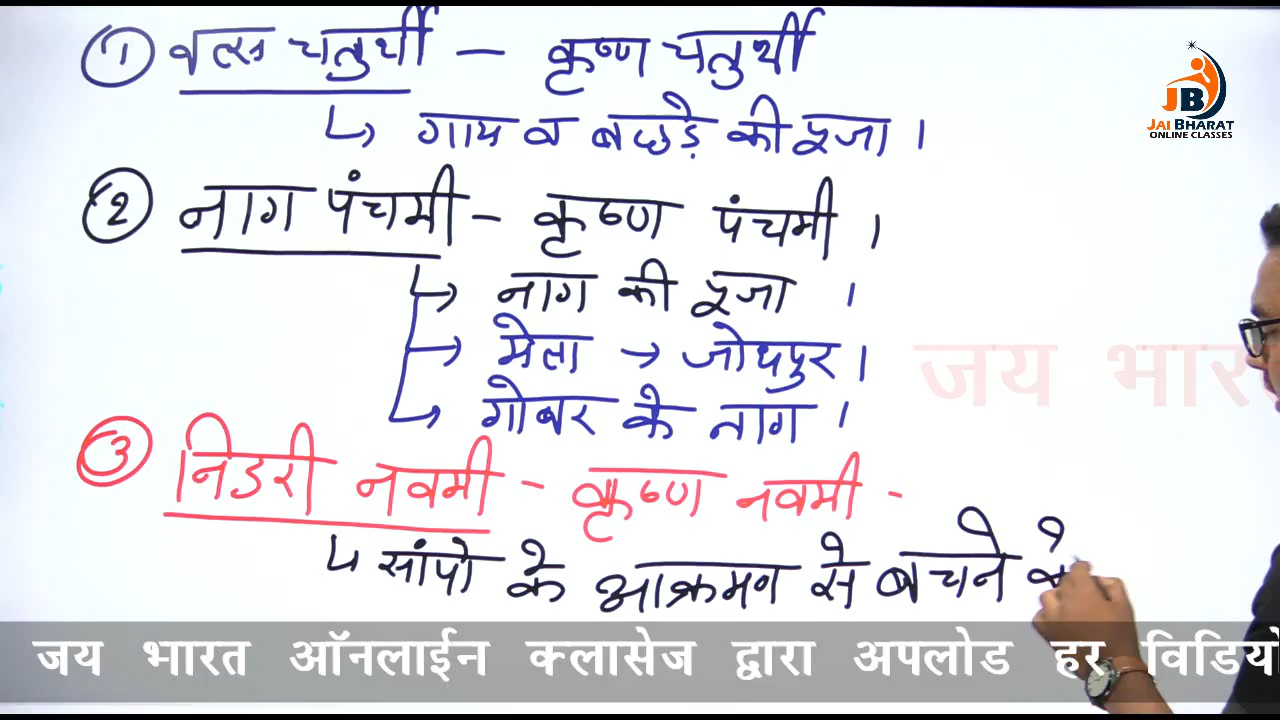 ① वत्स चतुर्थी – कृष्ण चतुर्थी
↳ गाय व बछड़े की पूजा ।
② नाग पंचमी – कृष्ण पंचमी ।
↳ नाग की पूजा ।
→ मेला → जोधपुर ।
↳ गोबर के नाग ।
③ निडरी नवमी - कृष्ण नवमी -
↳ सांपो के आक्रमण से बचने के
JB
JAI BHARAT
ONLINE CLASSES
जय भार
जय भारत ऑनलाईन क्लासेज द्वारा अपलोड हर विडियो